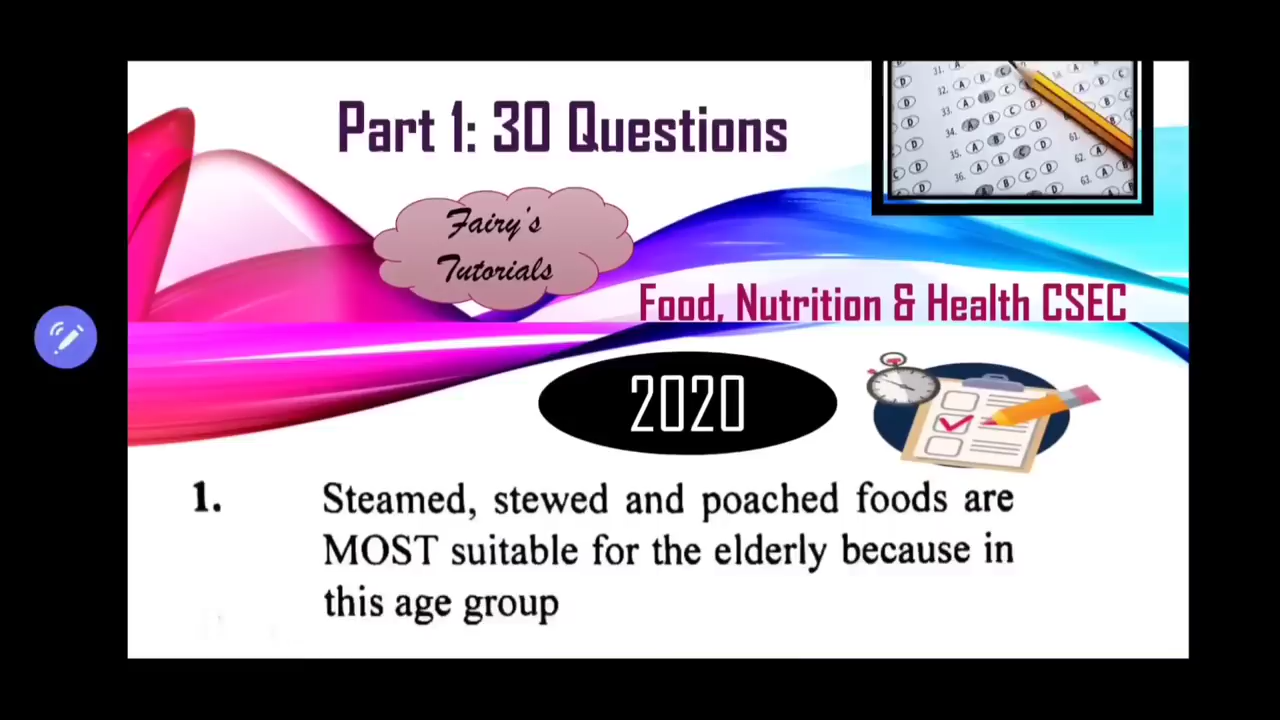 Part 1: 30 Questions
Fairy's
Tutorials
Food, Nutrition & Health CSEC
2020
1. Steamed, stewed and poached foods are
MOST suitable for the elderly because in
this age group